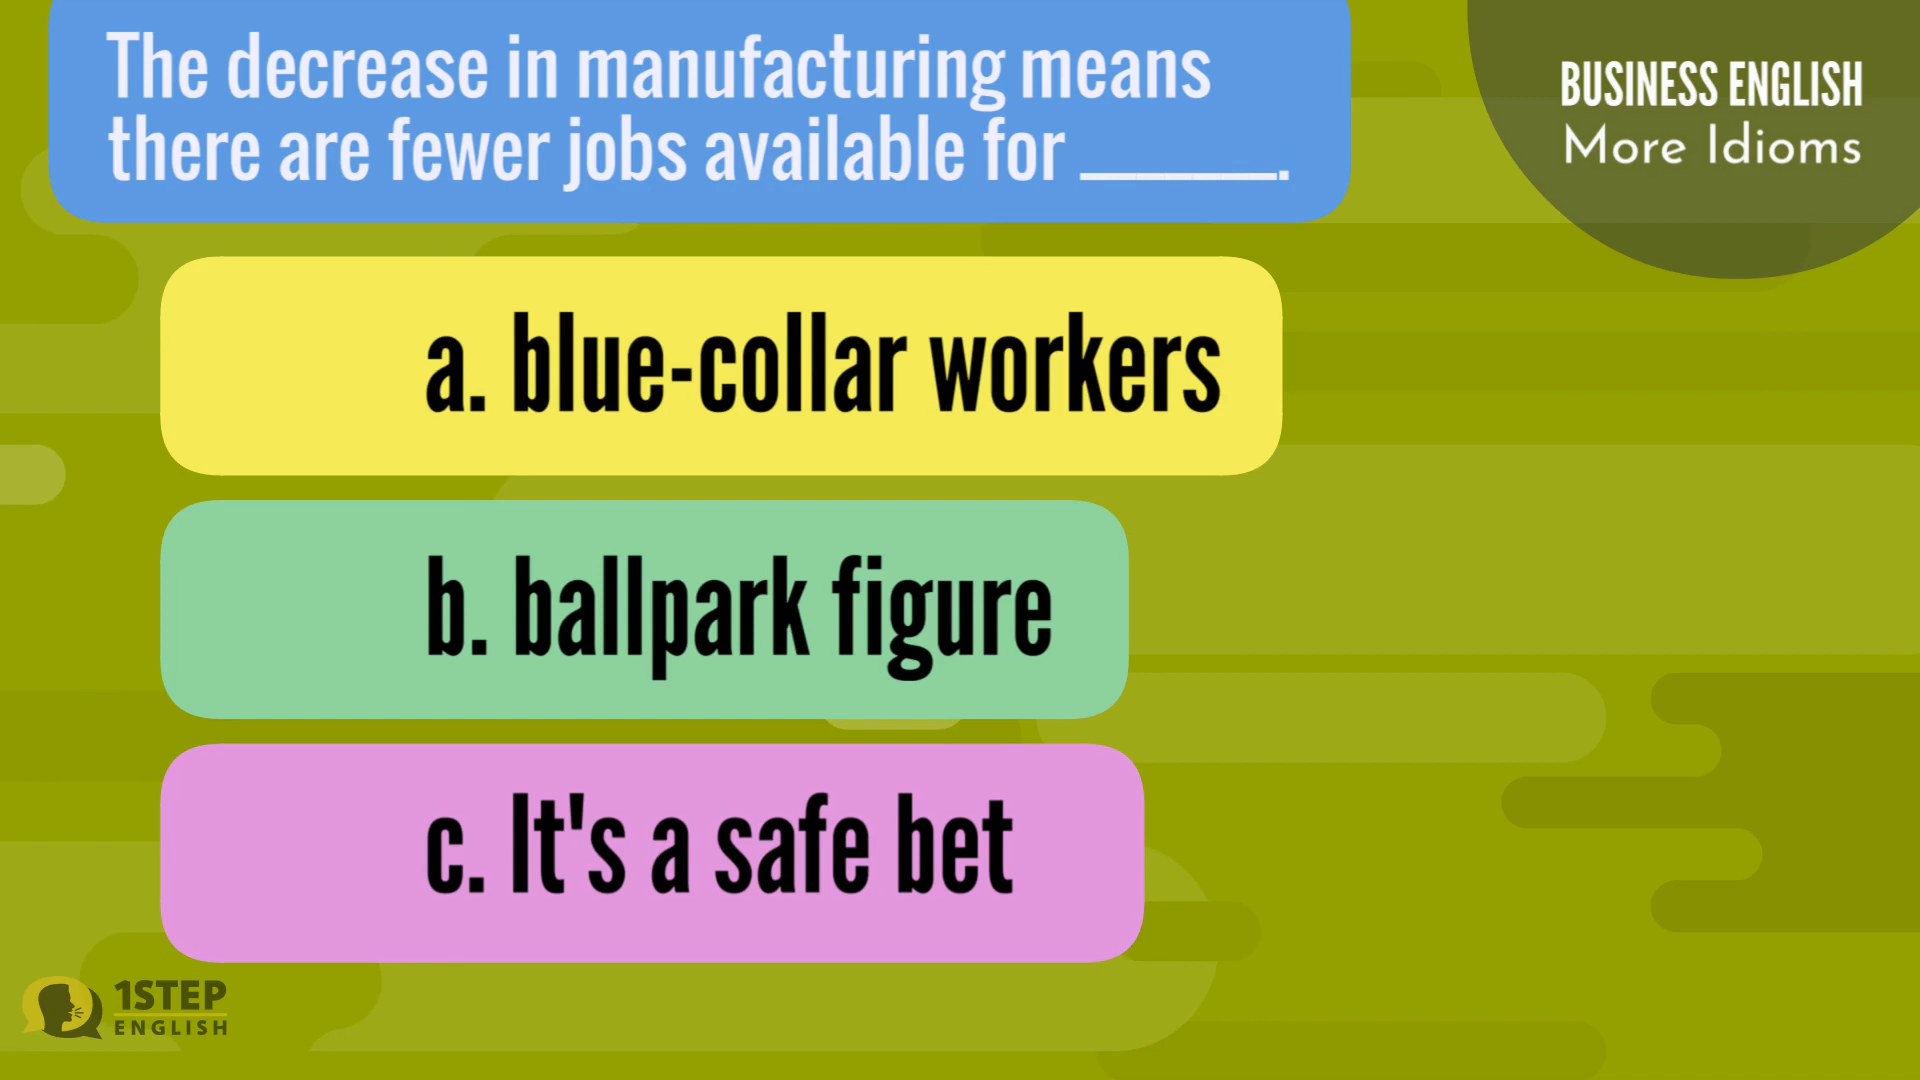 The decrease in manufacturing means
there are fewer jobs available for ______.
BUSINESS ENGLISH
More Idioms
a. blue-collar workers
b. ballpark figure
c. It's a safe bet
1STEP
ENGLISH